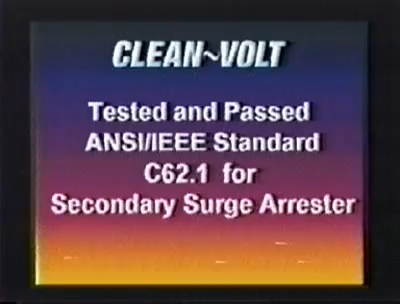 CLEAN~VOLT
Tested and Passed
ANSI/IEEE Standard
C62.1 for
Secondary Surge Arrester